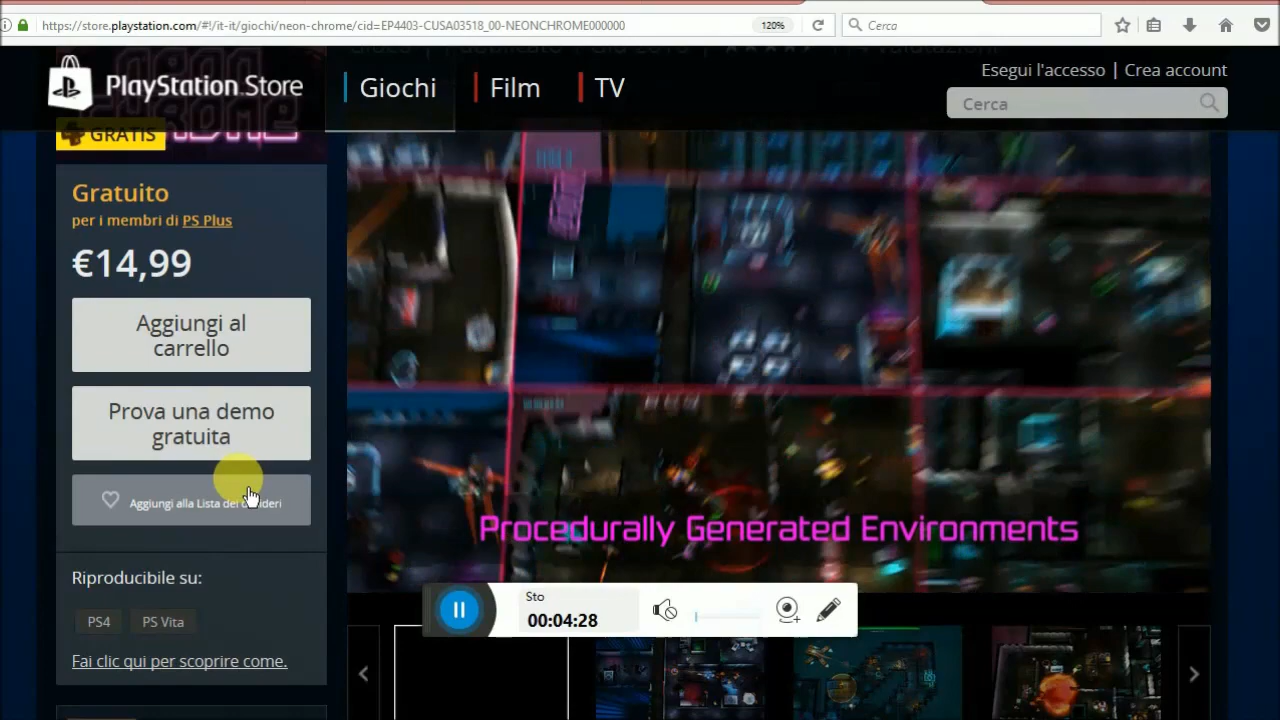 https://store.playstation.com/#!/it-it/giochi/neon-chrome/cid=EP4403-CUSA03518_00-NEONCHROME000000
120%
Cerca
PlayStation Store
Giochi
Film
TV
Esegui l'accesso | Crea account
Cerca
GRATIS
Gratuito
per i membri di PS Plus
€14,99
Aggiungi al
carrello
Prova una demo
gratuita
Aggiungi alla Lista dei
Riproducibile su:
PS4
PS Vita
Fai clic qui per scoprire come.
Procedurally Generated Environments
Sto
00:04:28